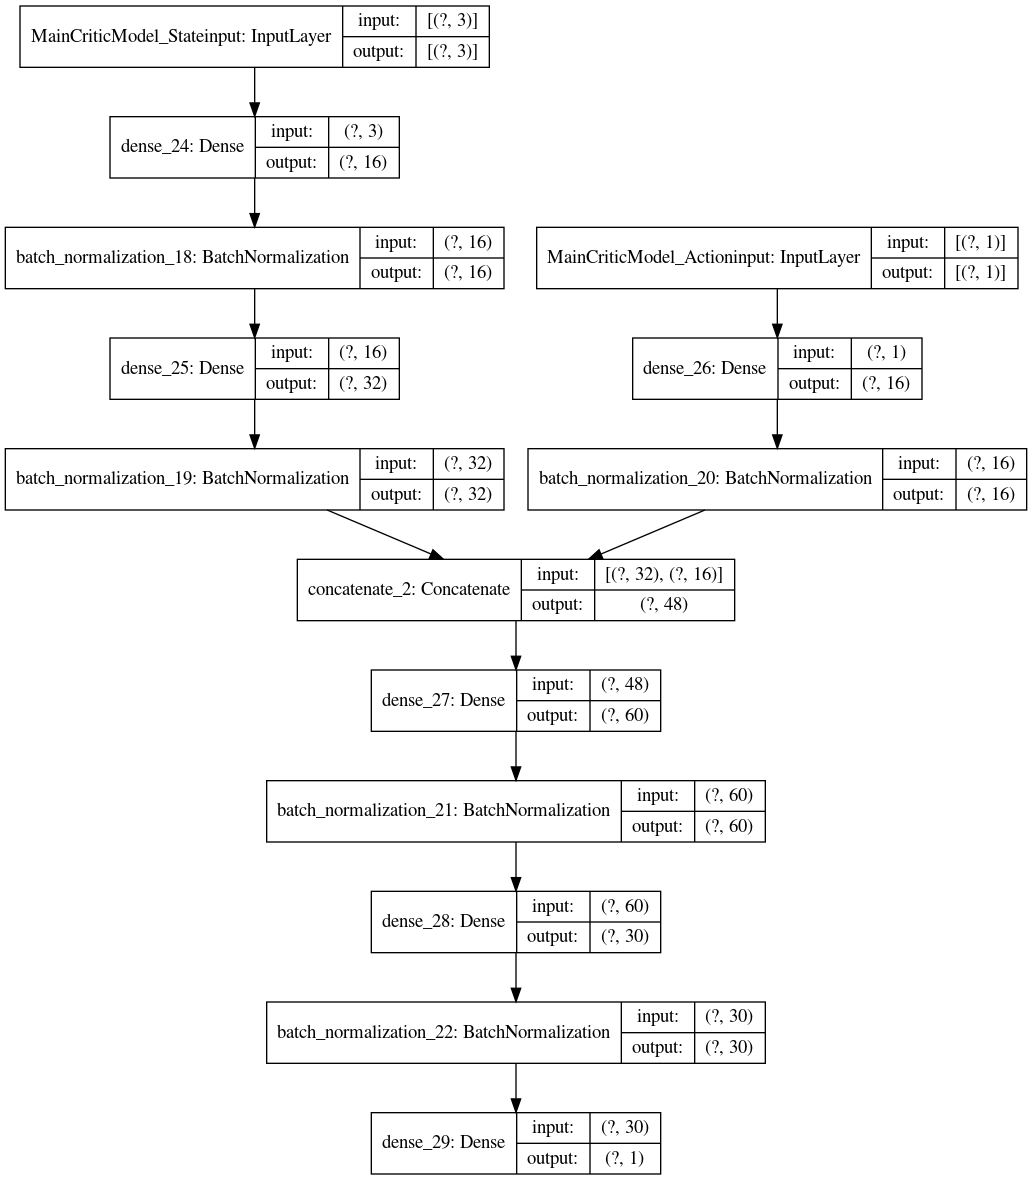 MainCriticModel_Stateinput: InputLayer
input:
[(?, 3)]
output:
[(?, 3)]
dense_24: Dense
input:
(?, 3)
output:
(?, 16)
batch_normalization_18: BatchNormalization
input:
(?, 16)
output:
(?, 16)
MainCriticModel_Actioninput: InputLayer
input:
[(?, 1)]
output:
[(?, 1)]
dense_25: Dense
input:
(?, 16)
output:
(?, 32)
dense_26: Dense
input:
(?, 1)
output:
(?, 16)
batch_normalization_19: BatchNormalization
input:
(?, 32)
output:
(?, 32)
batch_normalization_20: BatchNormalization
input:
(?, 16)
output:
(?, 16)
concatenate_2: Concatenate
input:
[(?, 32), (?, 16)]
output:
(?, 48)
dense_27: Dense
input:
(?, 48)
output:
(?, 60)
batch_normalization_21: BatchNormalization
input:
(?, 60)
output:
(?, 60)
dense_28: Dense
input:
(?, 60)
output:
(?, 30)
batch_normalization_22: BatchNormalization
input:
(?, 30)
output:
(?, 30)
dense_29: Dense
input:
(?, 30)
output:
(?, 1)